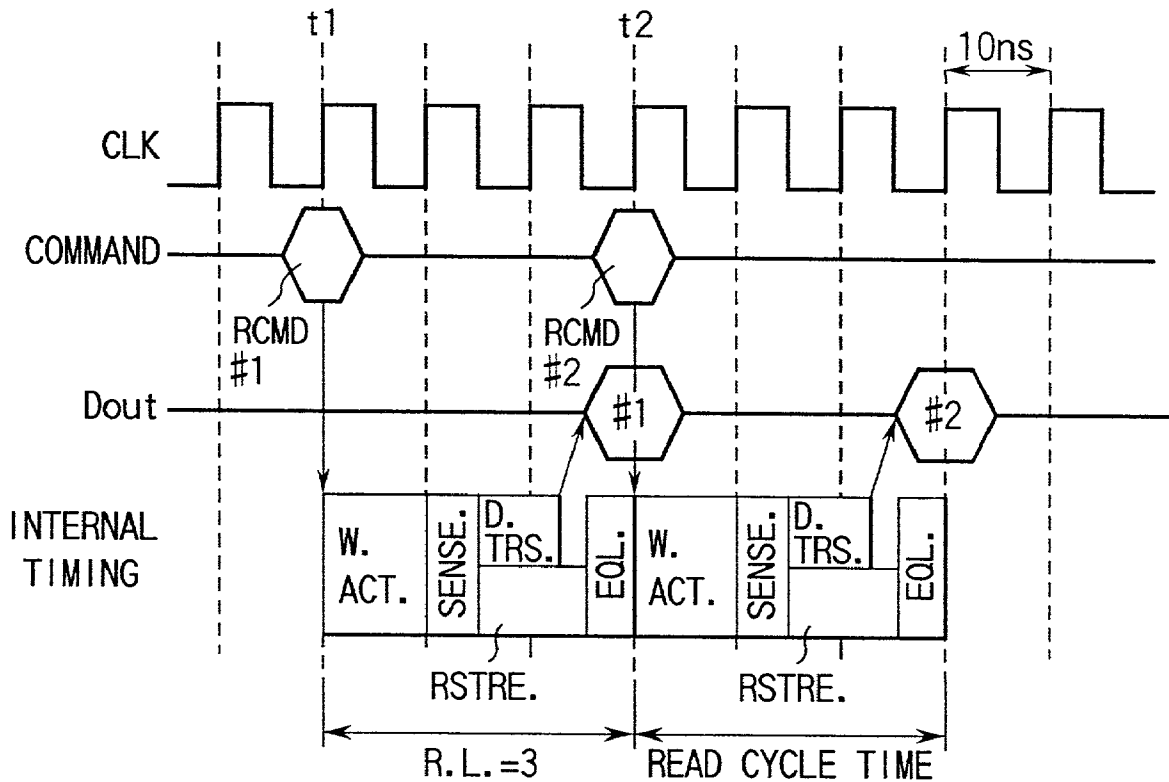 t1
t2
10ns
CLK
COMMAND
RCMD
#1
RCMD
#2
Dout
#1
#2
INTERNAL
TIMING
W.
ACT.
SENSE.
D.
TRS.
EQL.
W.
ACT.
SENSE.
D.
TRS.
EQL.
RSTRE.
RSTRE.
R.L.=3
READ CYCLE TIME